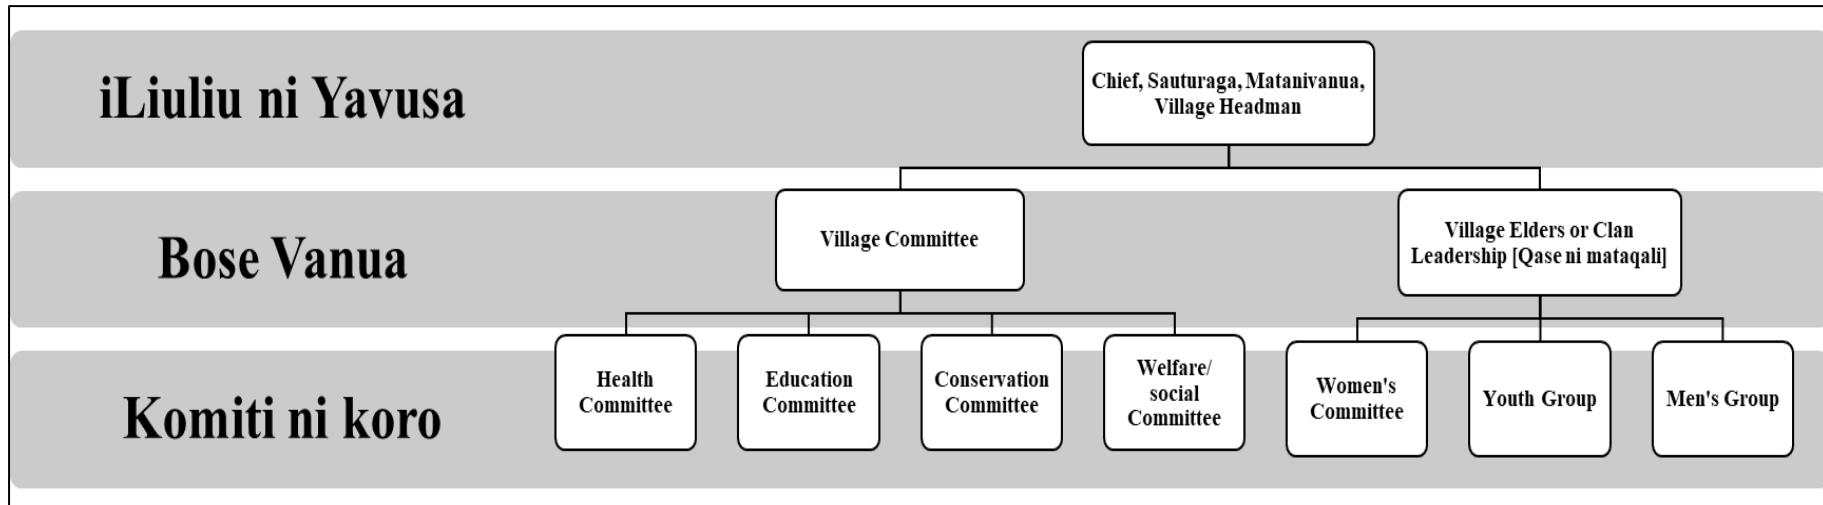 iLiuliu ni Yavusa
Chief, Sauturaga, Matanivanua,
Village Headman
Bose Vanua
Village Committee
Village Elders or Clan
Leadership [Qase ni mataqali]
Komiti ni koro
Health
Committee
Education
Committee
Conservation
Committee
Welfare/
social
Committee
Women's
Committee
Youth Group
Men's Group